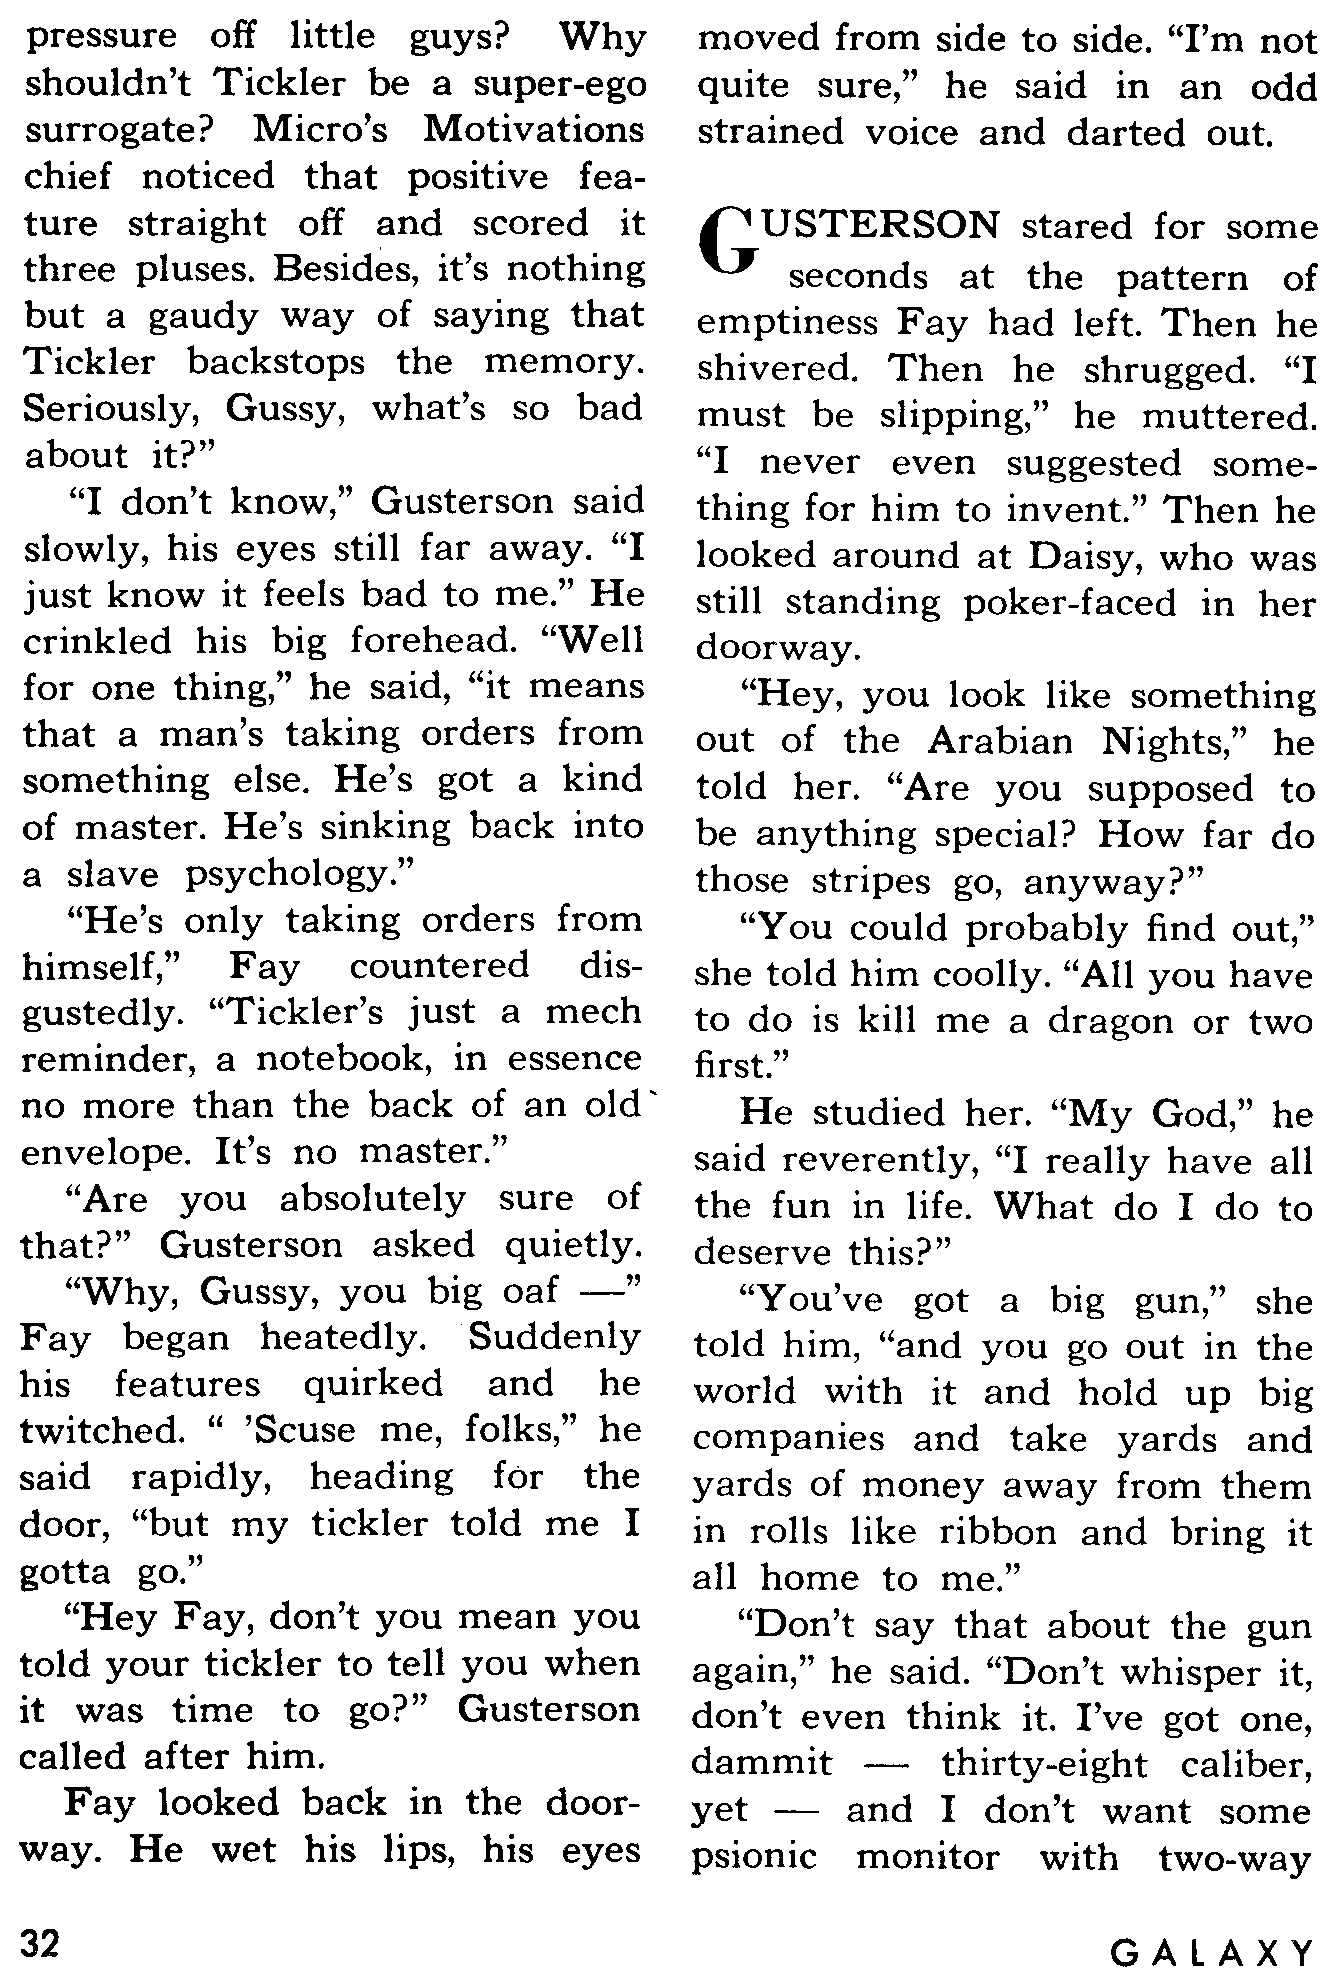 pressure off little guys? Why
shouldn't Tickler be a super-ego
surrogate? Micro's Motivations
chief noticed that positive fea-
ture straight off and scored it
three pluses. Besides, it's nothing
but a gaudy way of saying that
Tickler backstops the memory.
Seriously, Gussy, what's so bad
about it?”
“I don't know,” Gusterson said
slowly, his eyes still far away. “I
just know it feels bad to me.” He
crinkled his big forehead. “Well
for one thing,” he said, “it means
that a man's taking orders from
something else. He's got a kind
of master. He's sinking back into
a slave psychology.”
“He's only taking orders from
himself,” Fay countered dis-
gustedly. “Tickler's just a mech
reminder, a notebook, in essence
no more than the back of an old
envelope. It's no master.”
“Are you absolutely sure of
that?” Gusterson asked quietly.
“Why, Gussy, you big oaf —”
Fay began heatedly. Suddenly
his features quirked and he
twitched. “ 'Scuse me, folks,” he
said rapidly, heading for the
door, “but my tickler told me I
gotta go.”
“Hey Fay, don't you mean you
told your tickler to tell you when
it was time to go?” Gusterson
called after him.
Fay looked back in the door-
way. He wet his lips, his eyes
moved from side to side. “I'm not
quite sure,” he said in an odd
strained voice and darted out.
GUSTERSON stared for some
seconds at the pattern of
emptiness Fay had left. Then he
shivered. Then he shrugged. “I
must be slipping,” he muttered.
“I never even suggested some-
thing for him to invent.” Then he
looked around at Daisy, who was
still standing poker-faced in her
doorway.
“Hey, you look like something
out of the Arabian Nights,” he
told her. “Are you supposed to
be anything special? How far do
those stripes go, anyway?”
“You could probably find out,”
she told him coolly. “All you have
to do is kill me a dragon or two
first.”
He studied her. “My God,” he
said reverently, “I really have all
the fun in life. What do I do to
deserve this?”
“You've got a big gun,” she
told him, “and you go out in the
world with it and hold up big
companies and take yards and
yards of money away from them
in rolls like ribbon and bring it
all home to me.”
“Don't say that about the gun
again,” he said. “Don't whisper it,
don't even think it. I've got one,
dammit — thirty-eight caliber,
yet — and I don't want some
psionic monitor with two-way
32
GALAXY